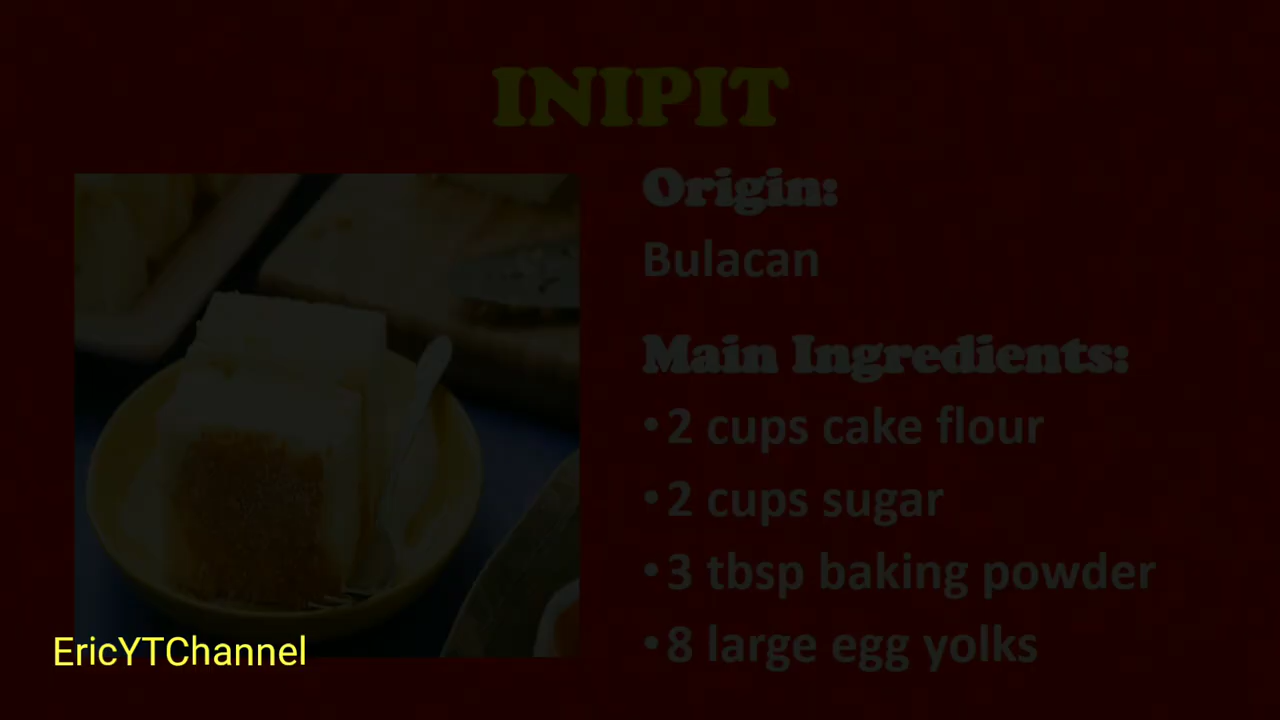 INIPIT
Origin:
Bulacan
Main Ingredients:
•2 cups cake flour
•2 cups sugar
•3 tbsp baking powder
•8 large egg yolks
EricYTChannel